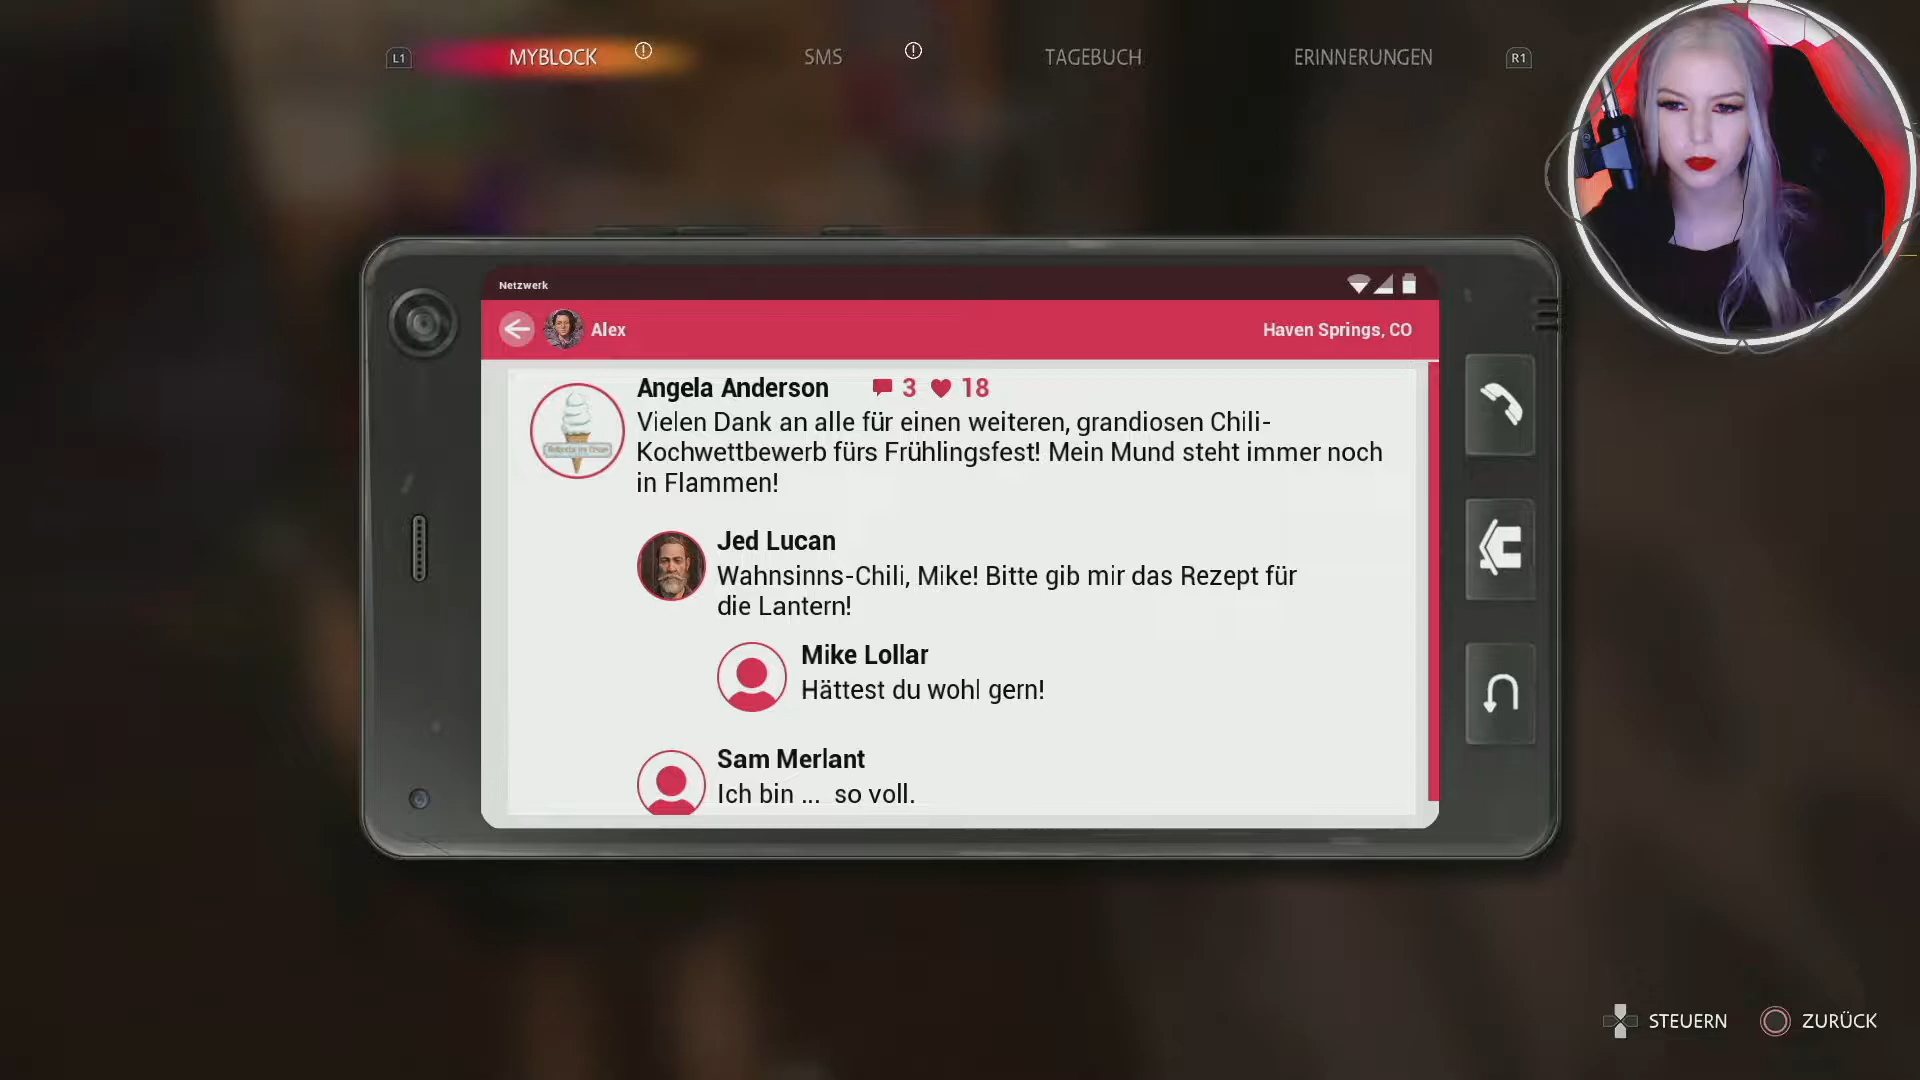 L1
MYBLOCK
SMS
TAGEBUCH
ERINNERUNGEN
R1
Netzwerk
Alex
Haven Springs, CO
Angela Anderson 3 18
Vielen Dank an alle für einen weiteren, grandiosen Chili-
Kochwettbewerb fürs Frühlingsfest! Mein Mund steht immer noch
in Flammen!
Jed Lucan
Wahnsinns-Chili, Mike! Bitte gib mir das Rezept für
die Lantern!
Mike Lollar
Hättest du wohl gern!
Sam Merlant
Ich bin ... so voll.
STEUERN
ZURÜCK